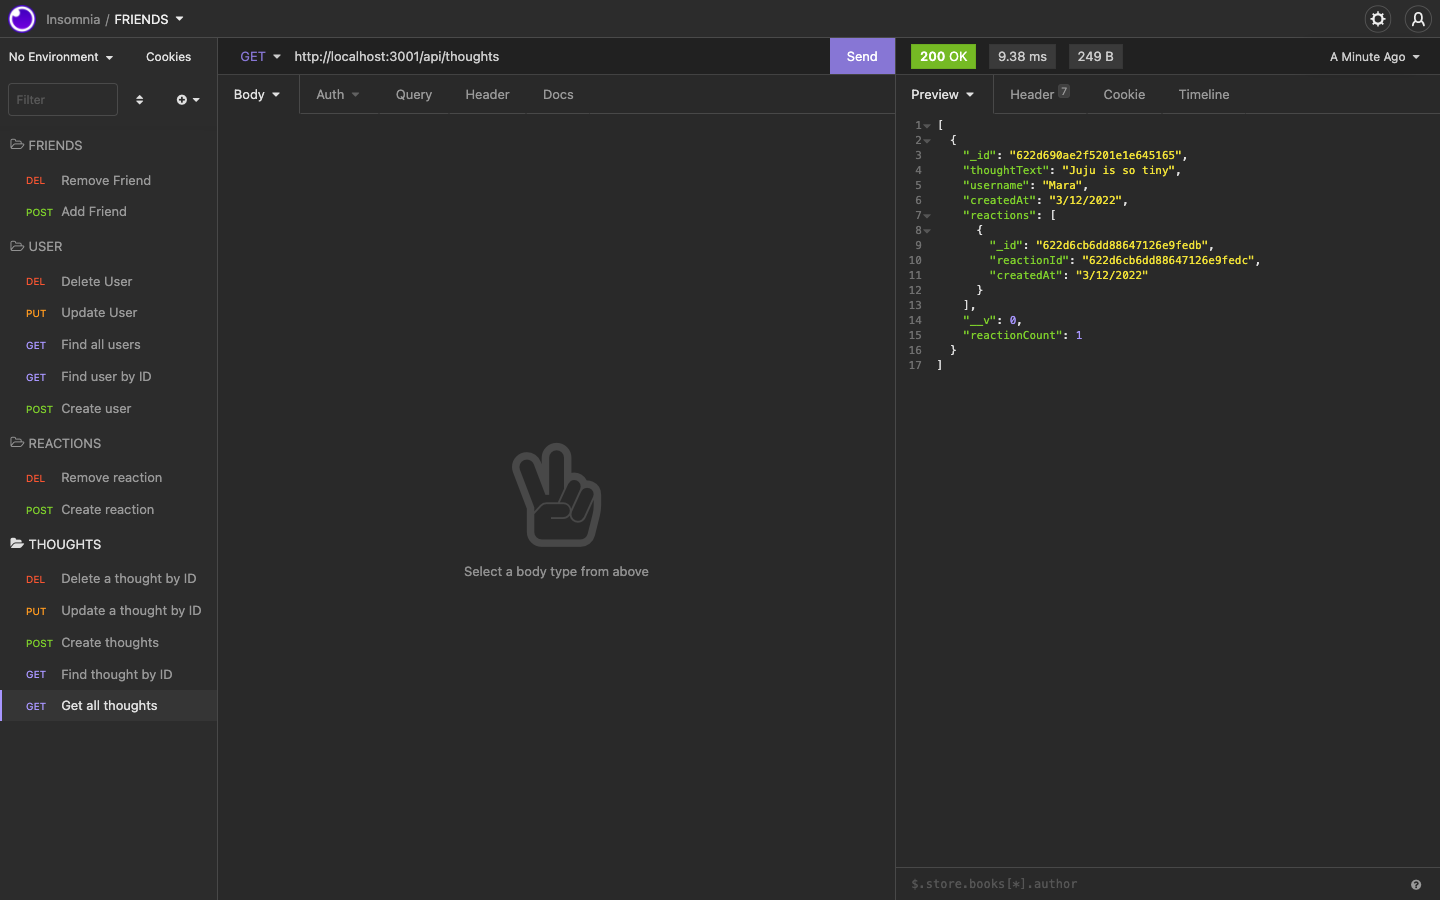 Insomnia / FRIENDS
No Environment
Cookies
Filter
FRIENDS
DEL Remove Friend
POST Add Friend
USER
DEL Delete User
PUT Update User
GET Find all users
GET Find user by ID
POST Create user
REACTIONS
DEL Remove reaction
POST Create reaction
THOUGHTS
DEL Delete a thought by ID
PUT Update a thought by ID
POST Create thoughts
GET Find thought by ID
GET Get all thoughts
GET http://localhost:3001/api/thoughts Send
Body Auth Query Header Docs
Select a body type from above
200 OK 9.38 ms 249 B A Minute Ago
Preview Header 7 Cookie Timeline
1 [
2 {
3 "_id": "622d690ae2f5201e1e645165",
4 "thoughtText": "Juju is so tiny",
5 "username": "Mara",
6 "createdAt": "3/12/2022",
7 "reactions": [
8 {
9 "_id": "622d6cb6dd88647126e9fedb",
10 "reactionId": "622d6cb6dd88647126e9fedc",
11 "createdAt": "3/12/2022"
12 }
13 ],
14 "__v": 0,
15 "reactionCount": 1
16 }
17 ]
$.store.books[*].author